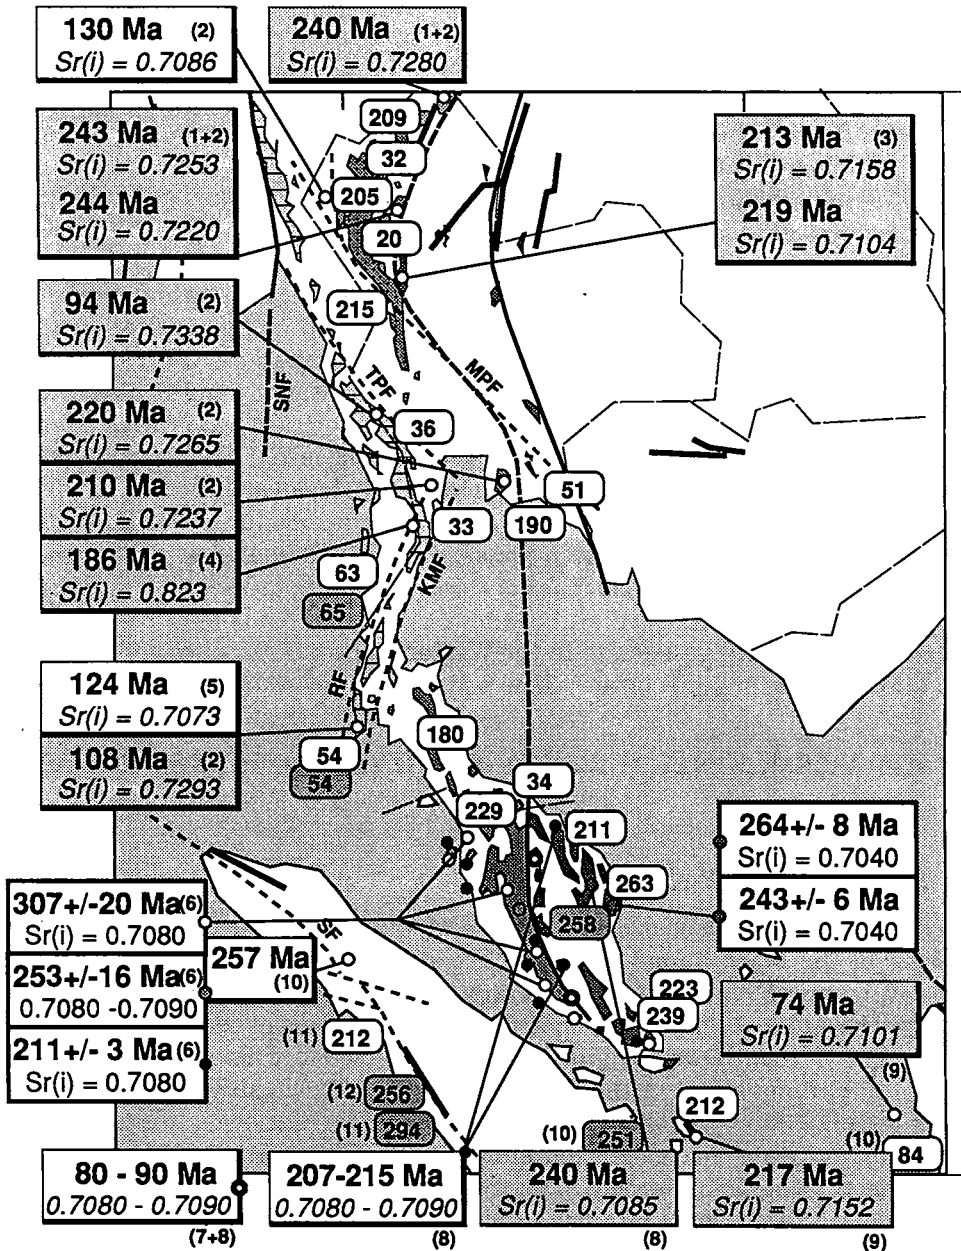 130 Ma (2)
Sr(i) = 0.7086
240 Ma (1+2)
Sr(i) = 0.7280
243 Ma (1+2)
Sr(i) = 0.7253
244 Ma
Sr(i) = 0.7220
213 Ma (3)
Sr(i) = 0.7158
219 Ma
Sr(i) = 0.7104
209
32
205
20
215
94 Ma (2)
Sr(i) = 0.7338
SNF
TPF
MPF
220 Ma (2)
Sr(i) = 0.7265
210 Ma (2)
Sr(i) = 0.7237
186 Ma (4)
Sr(i) = 0.823
36
51
33
190
63
65
KMF
RF
124 Ma (5)
Sr(i) = 0.7073
108 Ma (2)
Sr(i) = 0.7293
180
54
54
34
229
211
263
258
264+/- 8 Ma
Sr(i) = 0.7040
243+/- 6 Ma
Sr(i) = 0.7040
307+/-20 Ma(6)
Sr(i) = 0.7080
253+/-16 Ma(6)
0.7080 -0.7090
211+/- 3 Ma(6)
Sr(i) = 0.7080
SF
257 Ma
(10)
223
239
74 Ma
Sr(i) = 0.7101
(9)
(11) 212
(12) 256
(11) 294
(10) 251
212
(10) 84
80 - 90 Ma
0.7080 - 0.7090
(7+8)
207-215 Ma
0.7080 - 0.7090
(8)
240 Ma
Sr(i) = 0.7085
(8)
217 Ma
Sr(i) = 0.7152
(9)